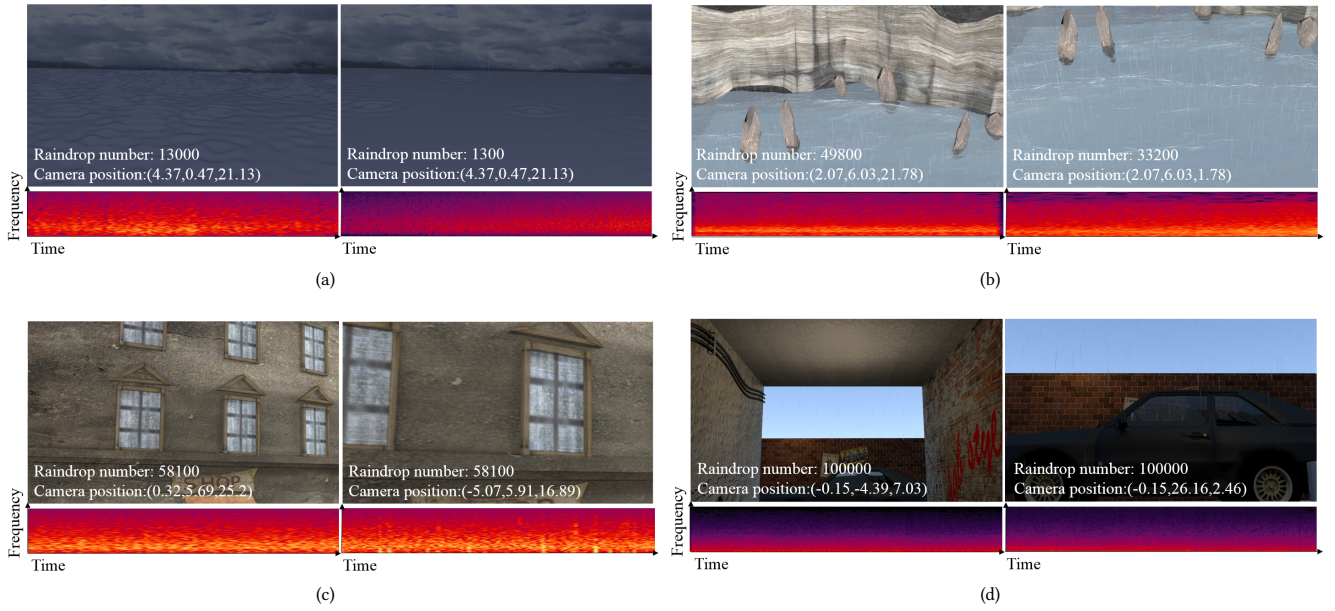 Raindrop number: 13000
Camera position:(4.37,0.47,21.13)
Raindrop number: 1300
Camera position:(4.37,0.47,21.13)
Frequency
Time
Time
(a)
Raindrop number: 49800
Camera position:(2.07,6.03,21.78)
Raindrop number: 33200
Camera position:(2.07,6.03,1.78)
Frequency
Time
Time
(b)
SHOP
Raindrop number: 58100
Camera position:(0.32,5.69,25.2)
Raindrop number: 58100
Camera position:(-5.07,5.91,16.89)
Frequency
Time
Time
(c)
Raindrop number: 100000
Camera position:(-0.15,-4.39,7.03)
Raindrop number: 100000
Camera position:(-0.15,26.16,2.46)
Frequency
Time
Time
(d)